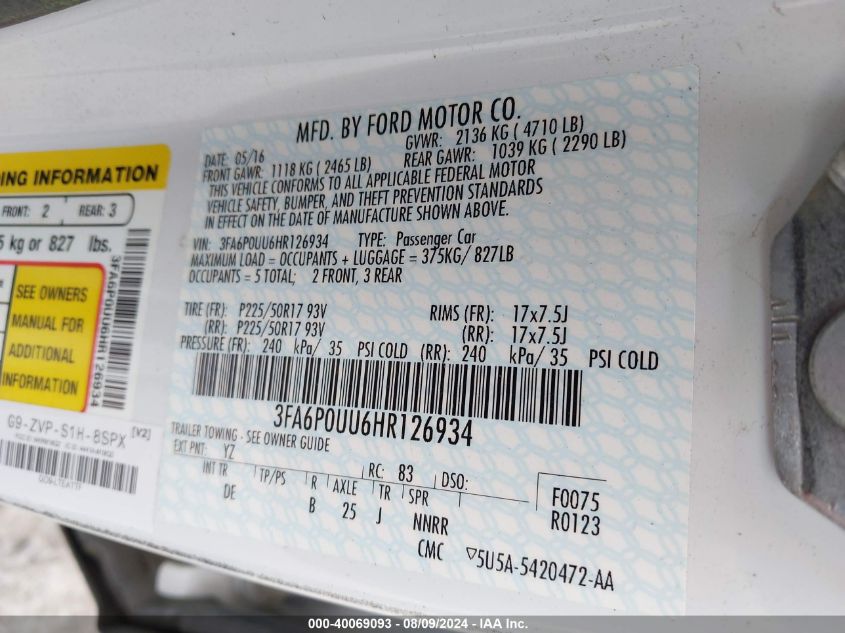 MFD. BY FORD MOTOR CO.
DATE: 05/16 GVWR: 2136 KG ( 4710 LB)
FRONT GAWR: 1118 KG ( 2465 LB) REAR GAWR: 1039 KG ( 2290 LB)
THIS VEHICLE CONFORMS TO ALL APPLICABLE FEDERAL MOTOR
VEHICLE SAFETY, BUMPER, AND THEFT PREVENTION STANDARDS
IN EFFECT ON THE DATE OF MANUFACTURE SHOWN ABOVE.
VIN: 3FA6P0UU6HR126934 TYPE: Passenger Car
MAXIMUM LOAD = OCCUPANTS + LUGGAGE = 375KG/ 827LB
OCCUPANTS = 5 TOTAL; 2 FRONT, 3 REAR
TIRE (FR): P225/50R17 93V RIMS (FR): 17x7.5J
(RR): P225/50R17 93V (RR): 17x7.5J
PRESSURE (FR): 240 kPa/ 35 PSI COLD (RR): 240 kPa/ 35 PSI COLD
3FA6P0UU6HR126934
TRAILER TOWING - SEE OWNER GUIDE
EXT PNT: YZ RC: 83 DSO:
INT TR TP/PS R AXLE TR SPR
DE B 25 J NNRR
CMC
F0075
R0123
▽5U5A-5420472-AA
ING INFORMATION
FRONT: 2 REAR: 3
5 kg or 827 lbs.
SEE OWNERS
MANUAL FOR
ADDITIONAL
INFORMATION
3FA6P0UU6HR126934
G9-ZVP-S1H-8SPX [V2]
000-40069093 - 08/09/2024 - IAA Inc.